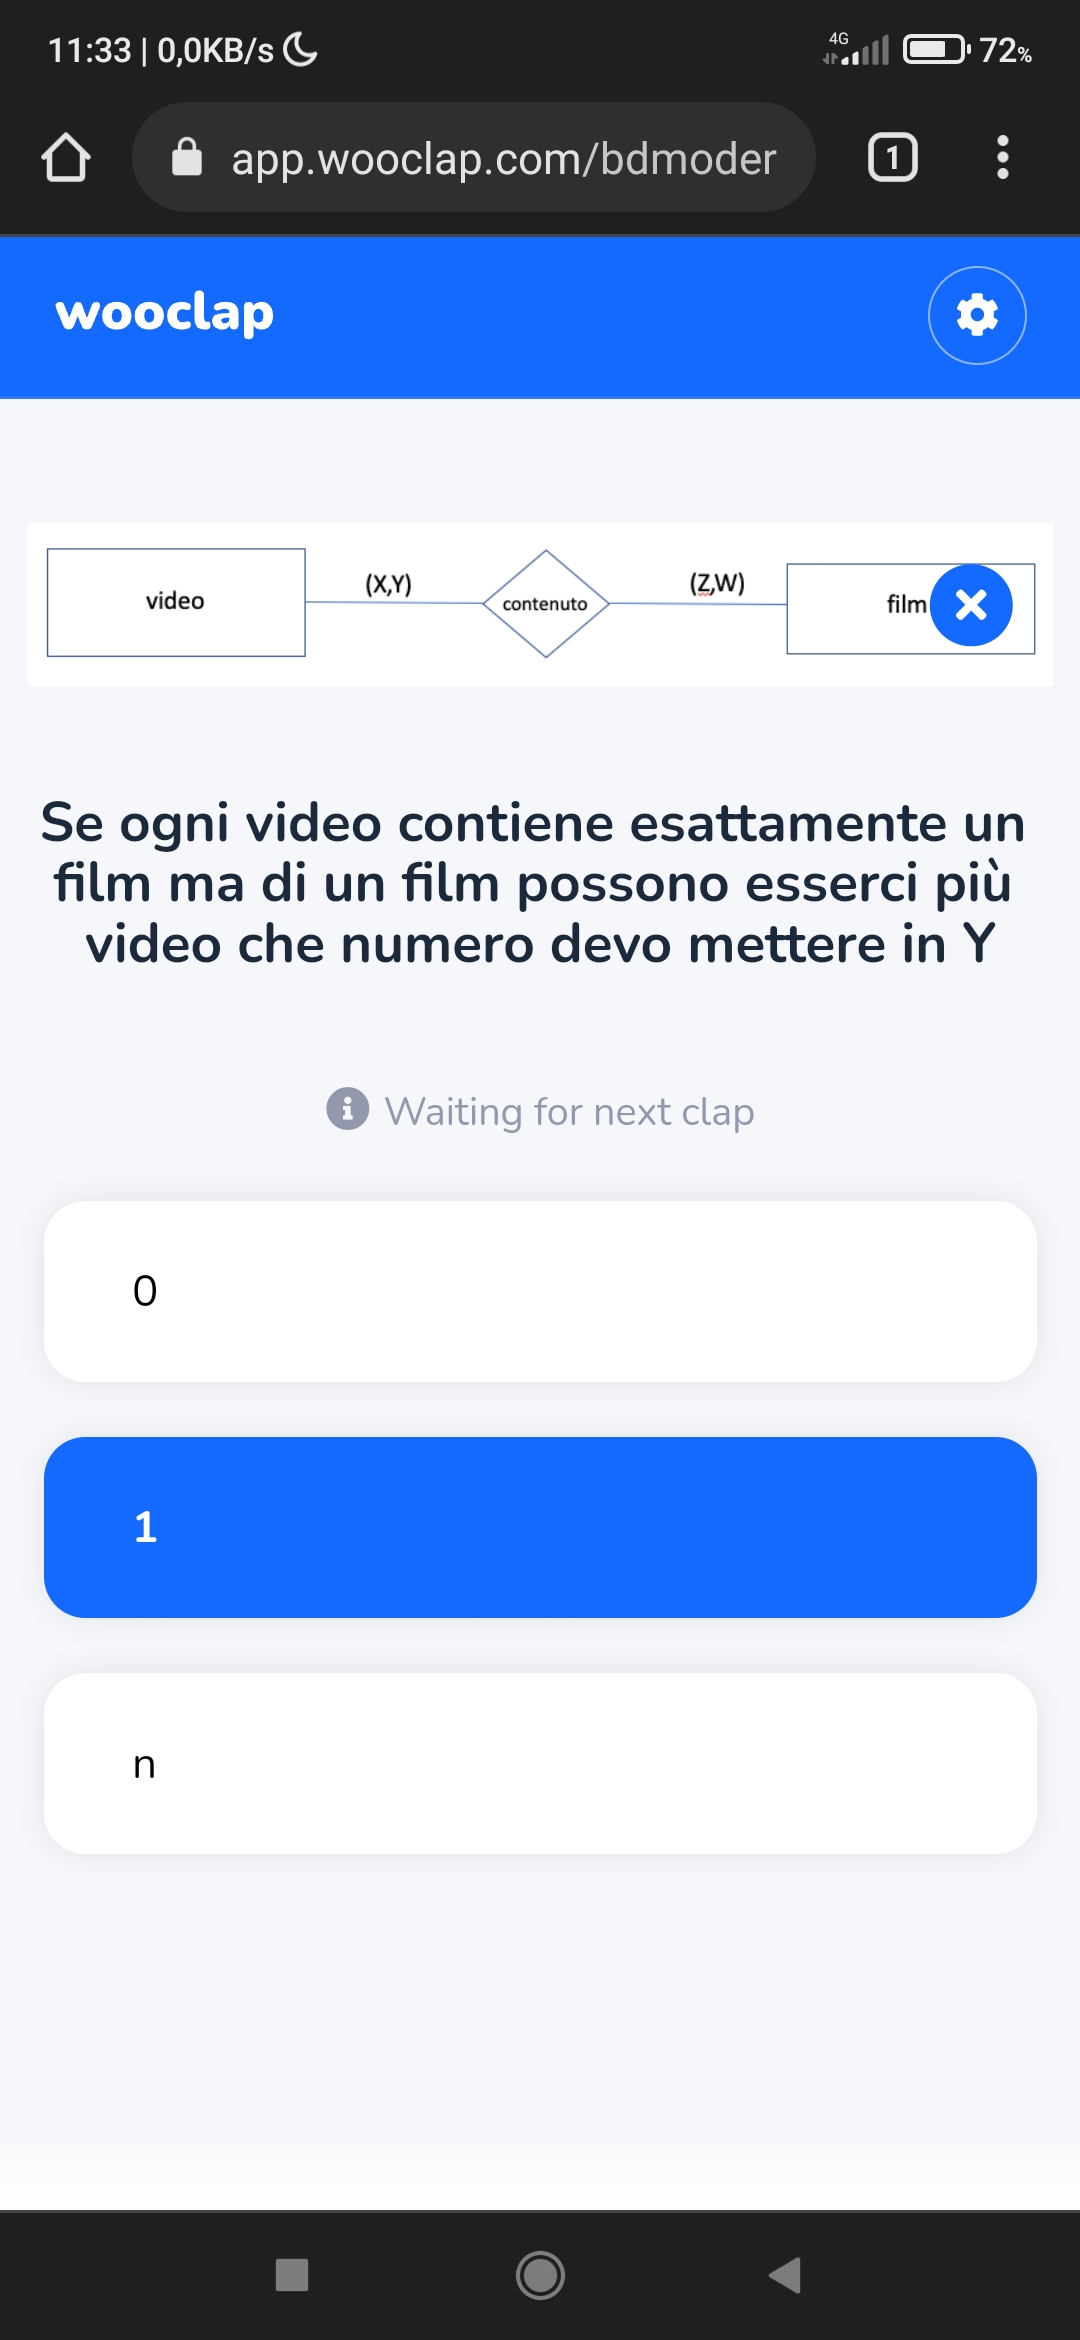 11:33 | 0,0KB/s 4G 72%
app.wooclap.com/bdmoder 1
wooclap
video (X,Y) contenuto (Z,W) film
Se ogni video contiene esattamente un
film ma di un film possono esserci più
video che numero devo mettere in Y
Waiting for next clap
0
1
n